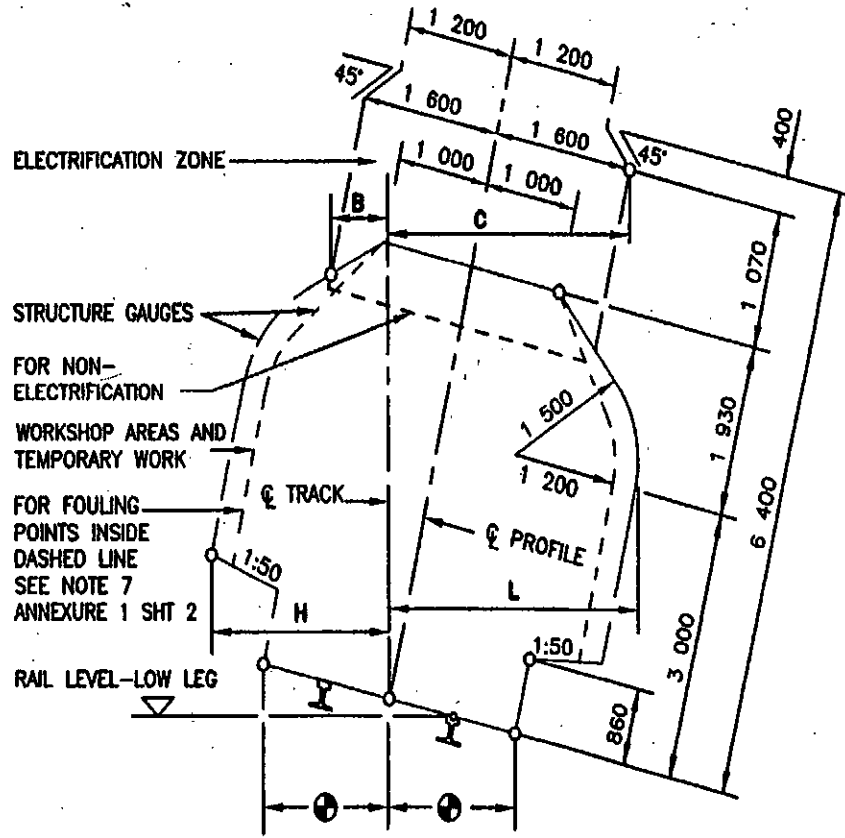 1 200
1 200
45°
1 600
1 600
45°
400
ELECTRIFICATION ZONE
1 000
1 000
B
C
1 070
STRUCTURE GAUGES
FOR NON-
ELECTRIFICATION
1 500
1 930
WORKSHOP AREAS AND
TEMPORARY WORK
1 200
6 400
℄ TRACK
FOR FOULING
POINTS INSIDE
DASHED LINE
SEE NOTE 7
ANNEXURE 1 SHT 2
℄ PROFILE
1:50
H
L
1:50
3 000
RAIL LEVEL-LOW LEG
860